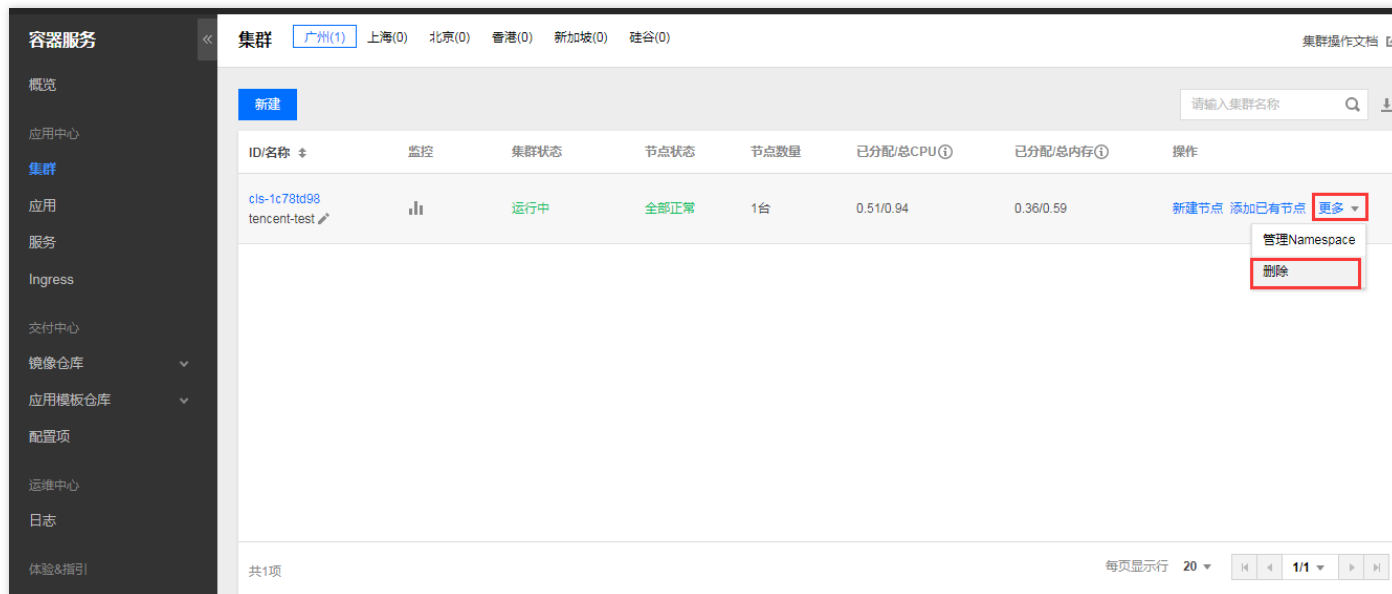 容器服务
概览
应用中心
集群
应用
服务
Ingress
交付中心
镜像仓库
应用模板仓库
配置项
运维中心
日志
体验&指引
集群 广州(1) 上海(0) 北京(0) 香港(0) 新加坡(0) 硅谷(0) 集群操作文档
新建 请输入集群名称
ID/名称 监控 集群状态 节点状态 节点数量 已分配/总CPU 已分配/总内存 操作
cls-1c78td98
tencent-test 运行中 全部正常 1台 0.51/0.94 0.36/0.59 新建节点 添加已有节点 更多
管理Namespace
删除
共1项 每页显示行 20 1/1